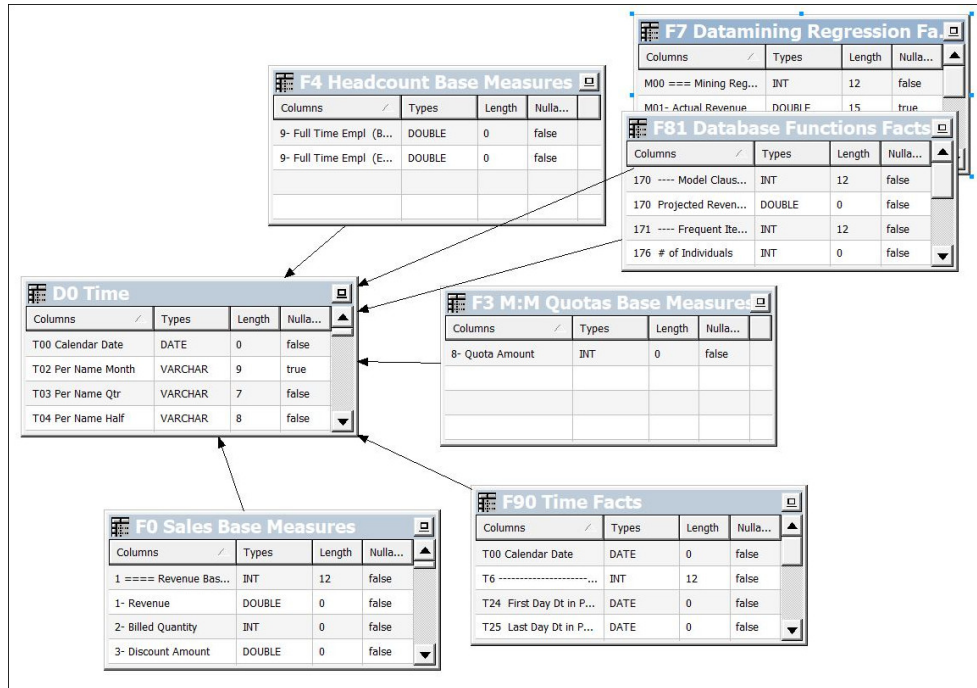 F7 Datamining Regression Fa.
Columns Types Length Nulla...
M00 === Mining Reg... INT 12 false
M01- Actual Revenue DOUBLE 15 true
F4 Headcount Base Measures
Columns Types Length Nulla...
9- Full Time Empl (B... DOUBLE 0 false
9- Full Time Empl (E... DOUBLE 0 false
F81 Database Functions Facts
Columns Types Length Nulla...
170 ---- Model Claus... INT 12 false
170 Projected Reven... DOUBLE 0 false
171 ---- Frequent Ite... INT 12 false
176 # of Individuals INT 0 false
D0 Time
Columns Types Length Nulla...
T00 Calendar Date DATE 0 false
T02 Per Name Month VARCHAR 9 true
T03 Per Name Qtr VARCHAR 7 false
T04 Per Name Half VARCHAR 8 false
F3 M:M Quotas Base Measures
Columns Types Length Nulla...
8- Quota Amount INT 0 false
F0 Sales Base Measures
Columns Types Length Nulla...
1 ==== Revenue Bas... INT 12 false
1- Revenue DOUBLE 0 false
2- Billed Quantity INT 0 false
3- Discount Amount DOUBLE 0 false
F90 Time Facts
Columns Types Length Nulla...
T00 Calendar Date DATE 0 false
T6 ---------------------... INT 12 false
T24 First Day Dt in P... DATE 0 false
T25 Last Day Dt in P... DATE 0 false